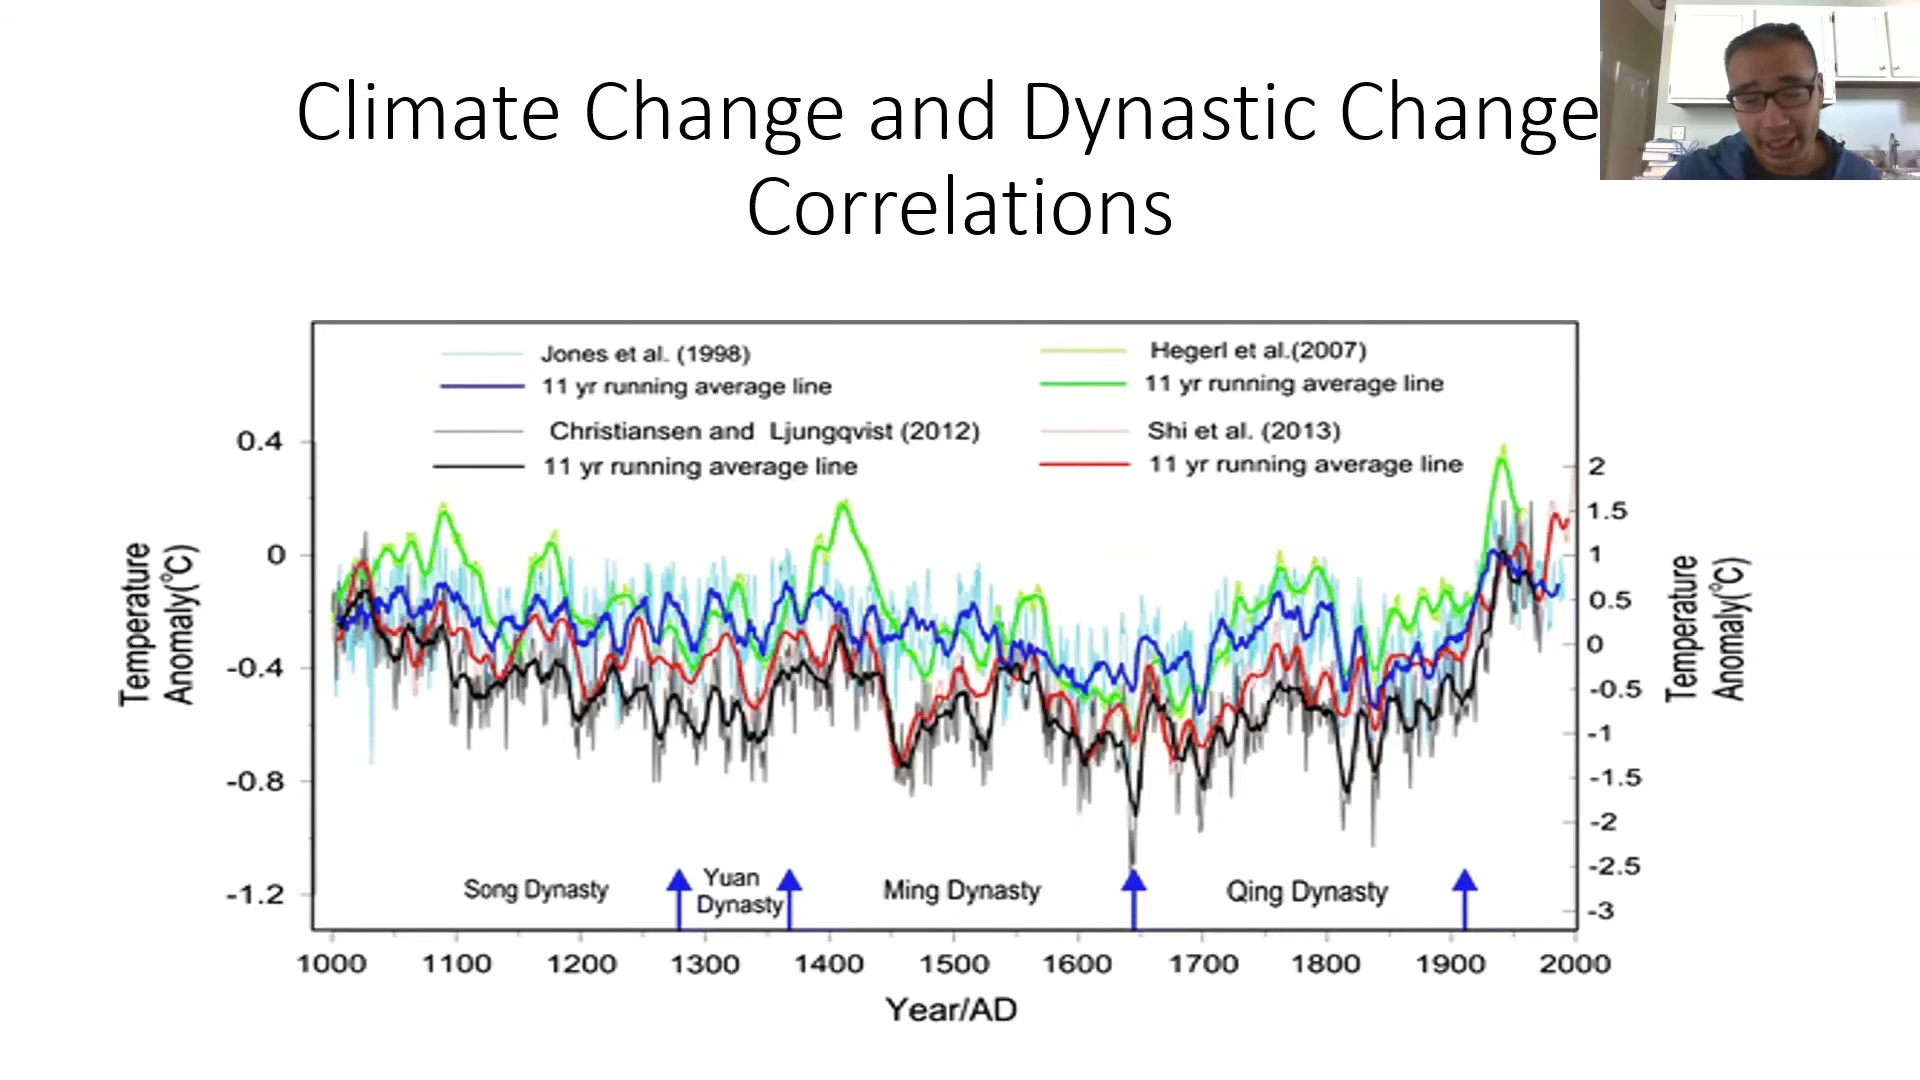 Climate Change and Dynastic Change
Correlations
Jones et al. (1998)
11 yr running average line
Christiansen and Ljungqvist (2012)
11 yr running average line
Hegerl et al.(2007)
11 yr running average line
Shi et al. (2013)
11 yr running average line
Temperature
Anomaly(°C)
0.4
0
-0.4
-0.8
-1.2
2
1.5
1
0.5
0
-0.5
-1
-1.5
-2
-2.5
-3
Temperature
Anomaly(°C)
Song Dynasty
Yuan
Dynasty
Ming Dynasty
Qing Dynasty
1000 1100 1200 1300 1400 1500 1600 1700 1800 1900 2000
Year/AD